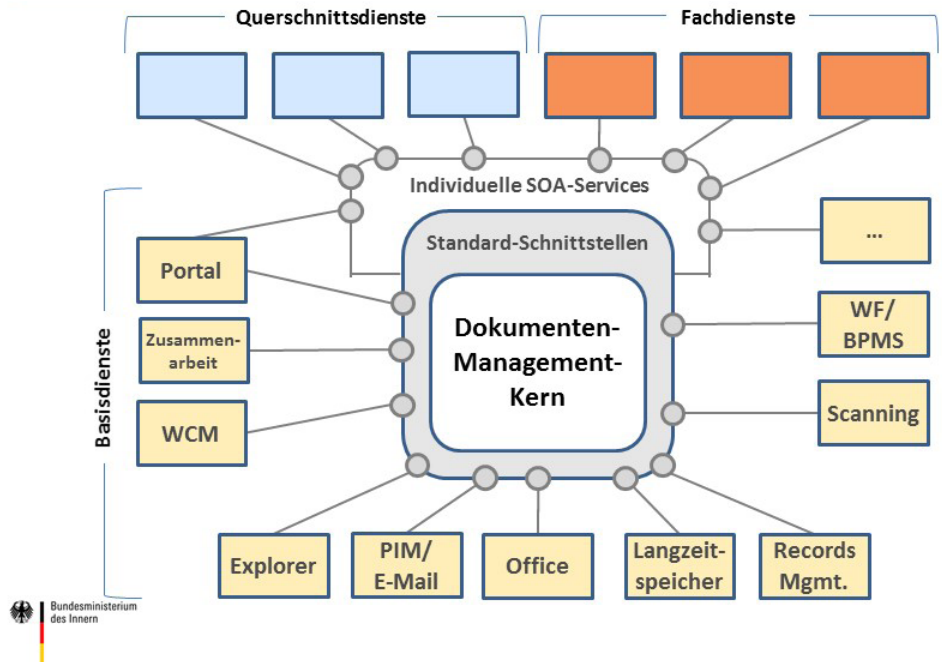 Querschnittsdienste
Fachdienste
Individuelle SOA-Services
Standard-Schnittstellen
Dokumenten-
Management-
Kern
Basisdienste
Portal
Zusammen-
arbeit
WCM
...
WF/
BPMS
Scanning
Explorer
PIM/
E-Mail
Office
Langzeit-
speicher
Records
Mgmt.
Bundesministerium
des Innern